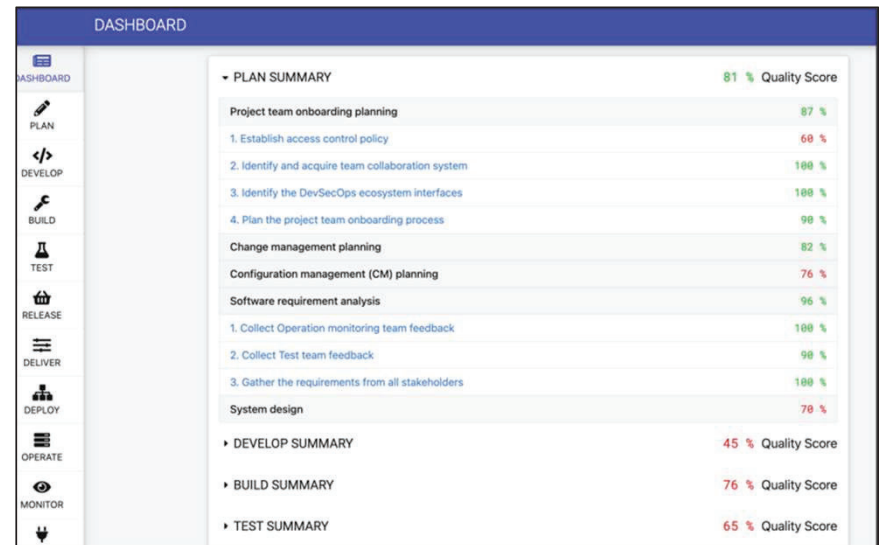 DASHBOARD
DASHBOARD
PLAN
DEVELOP
BUILD
TEST
RELEASE
DELIVER
DEPLOY
OPERATE
MONITOR
PLAN SUMMARY 81 % Quality Score
Project team onboarding planning 87 %
1. Establish access control policy 60 %
2. Identify and acquire team collaboration system 100 %
3. Identify the DevSecOps ecosystem interfaces 100 %
4. Plan the project team onboarding process 90 %
Change management planning 82 %
Configuration management (CM) planning 76 %
Software requirement analysis 96 %
1. Collect Operation monitoring team feedback 100 %
2. Collect Test team feedback 90 %
3. Gather the requirements from all stakeholders 100 %
System design 70 %
DEVELOP SUMMARY 45 % Quality Score
BUILD SUMMARY 76 % Quality Score
TEST SUMMARY 65 % Quality Score